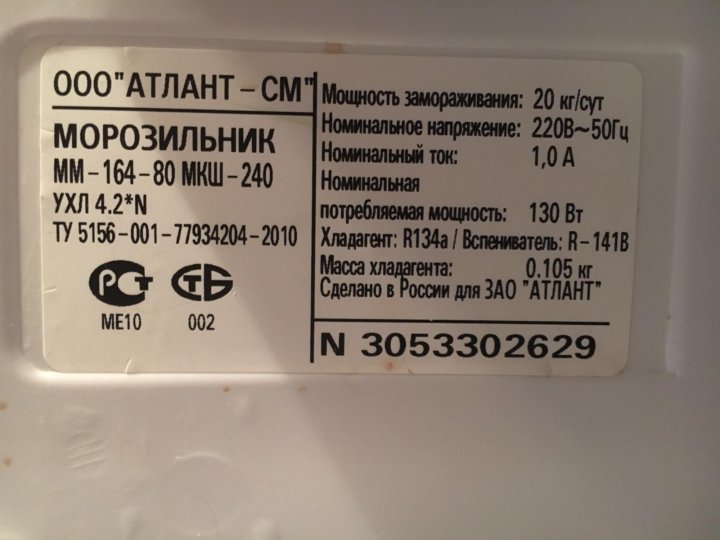 ООО"АТЛАНТ-СМ"
МОРОЗИЛЬНИК
ММ-164-80 МКШ-240
УХЛ 4.2*N
ТУ 5156-001-77934204-2010
РСТ СТБ
МЕ10 002
Мощность замораживания: 20 кг/сут
Номинальное напряжение: 220В~50Гц
Номинальный ток: 1,0 А
Номинальная
потребляемая мощность: 130 Вт
Хладагент: R134a / Вспениватель: R-141B
Масса хладагента: 0.105 кг
Сделано в России для ЗАО "АТЛАНТ"
N 3053302629